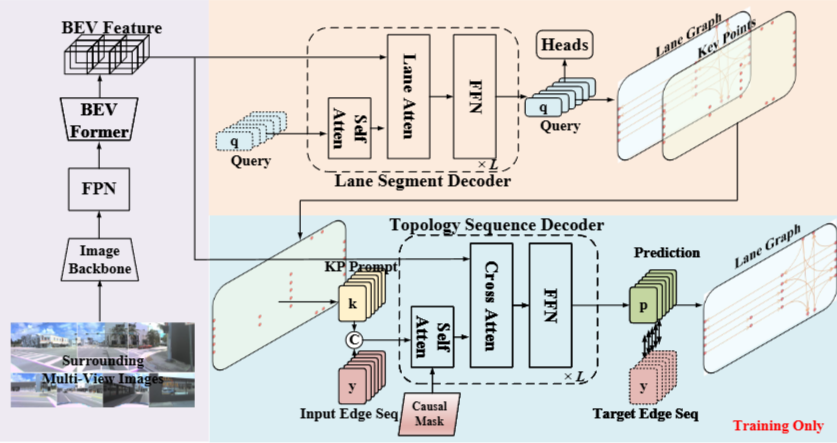 BEV Feature
BEV
Former
FPN
Image
Backbone
Surrounding
Multi-View Images
q
Query
Self
Atten
Lane Atten
FFN
× L
Lane Segment Decoder
Heads
q
Query
Lane Graph
Key Points
Topology Sequence Decoder
KP Prompt
k
C
y
Input Edge Seq
Self
Atten
Causal
Mask
Cross Atten
FFN
× L
Prediction
p
y
Target Edge Seq
Lane Graph
Training Only